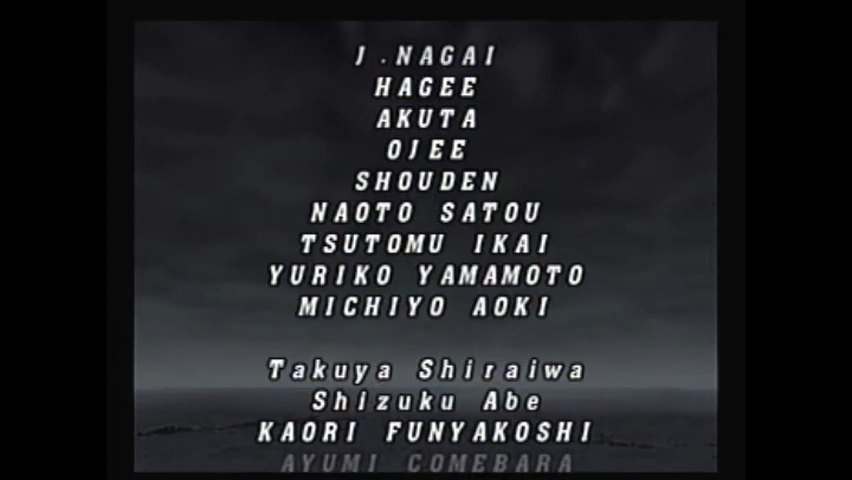 J.NAGAI
HAGEE
AKUTA
OJEE
SHOUDEN
NAOTO SATOU
TSUTOMU IKAI
YURIKO YAMAMOTO
MICHIYO AOKI
Takuya Shiraiwa
Shizuku Abe
KAORI FUNYAKOSHI
AYUMI COMEBARA